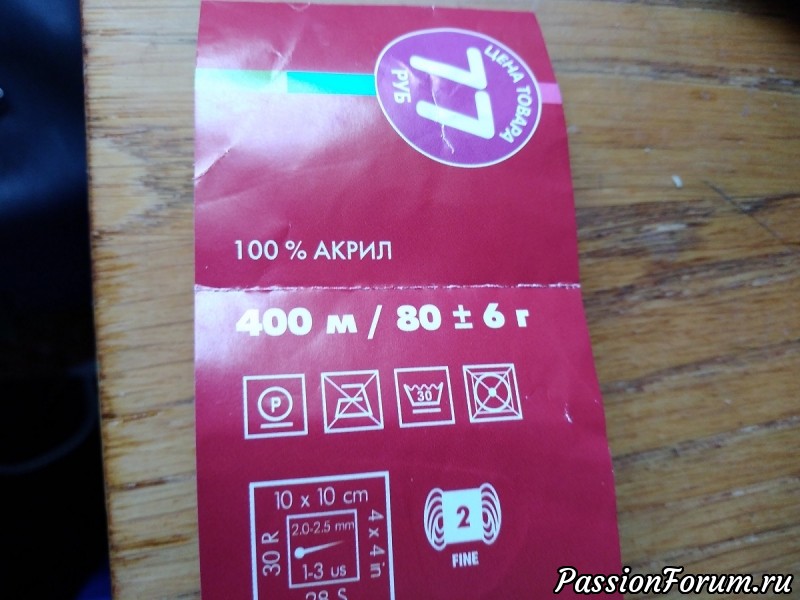 ЦЕНА ТОВАРА
77
РУБ
100 % АКРИЛ
400 м / 80 ± 6 г
P
30
10 x 10 cm
30 R
2.0-2.5 mm
1-3 US
4 x 4 in
28 S
2
FINE
PassionForum.ru